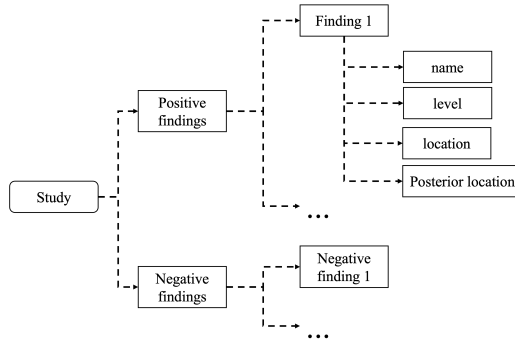 Finding 1
name
Positive
findings
level
location
Posterior location
Study
...
Negative
finding 1
Negative
findings
...